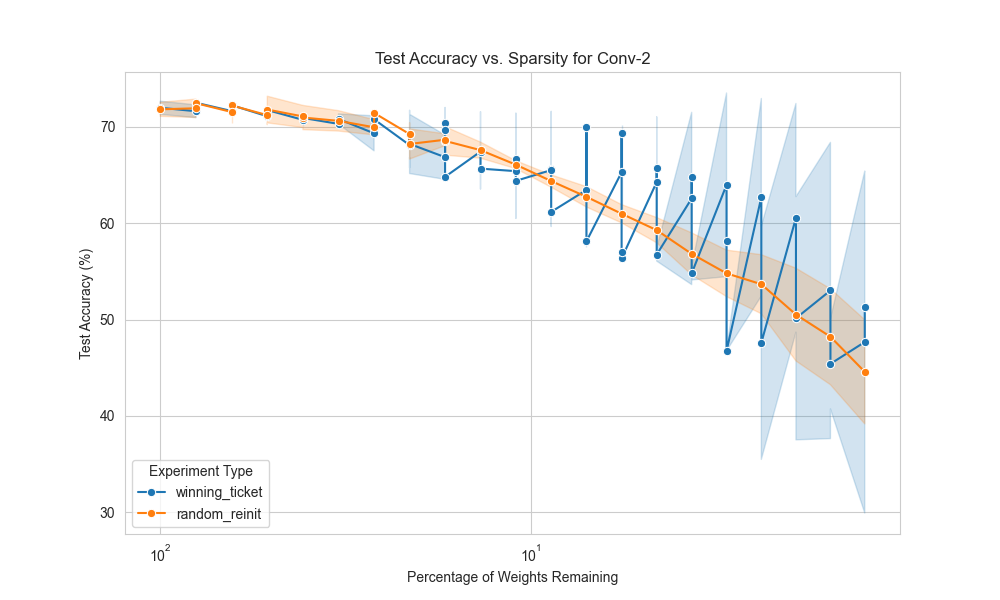 Test Accuracy vs. Sparsity for Conv-2
Test Accuracy (%)
70
60
50
40
30
Experiment Type
winning_ticket
random_reinit
10² 10¹
Percentage of Weights Remaining